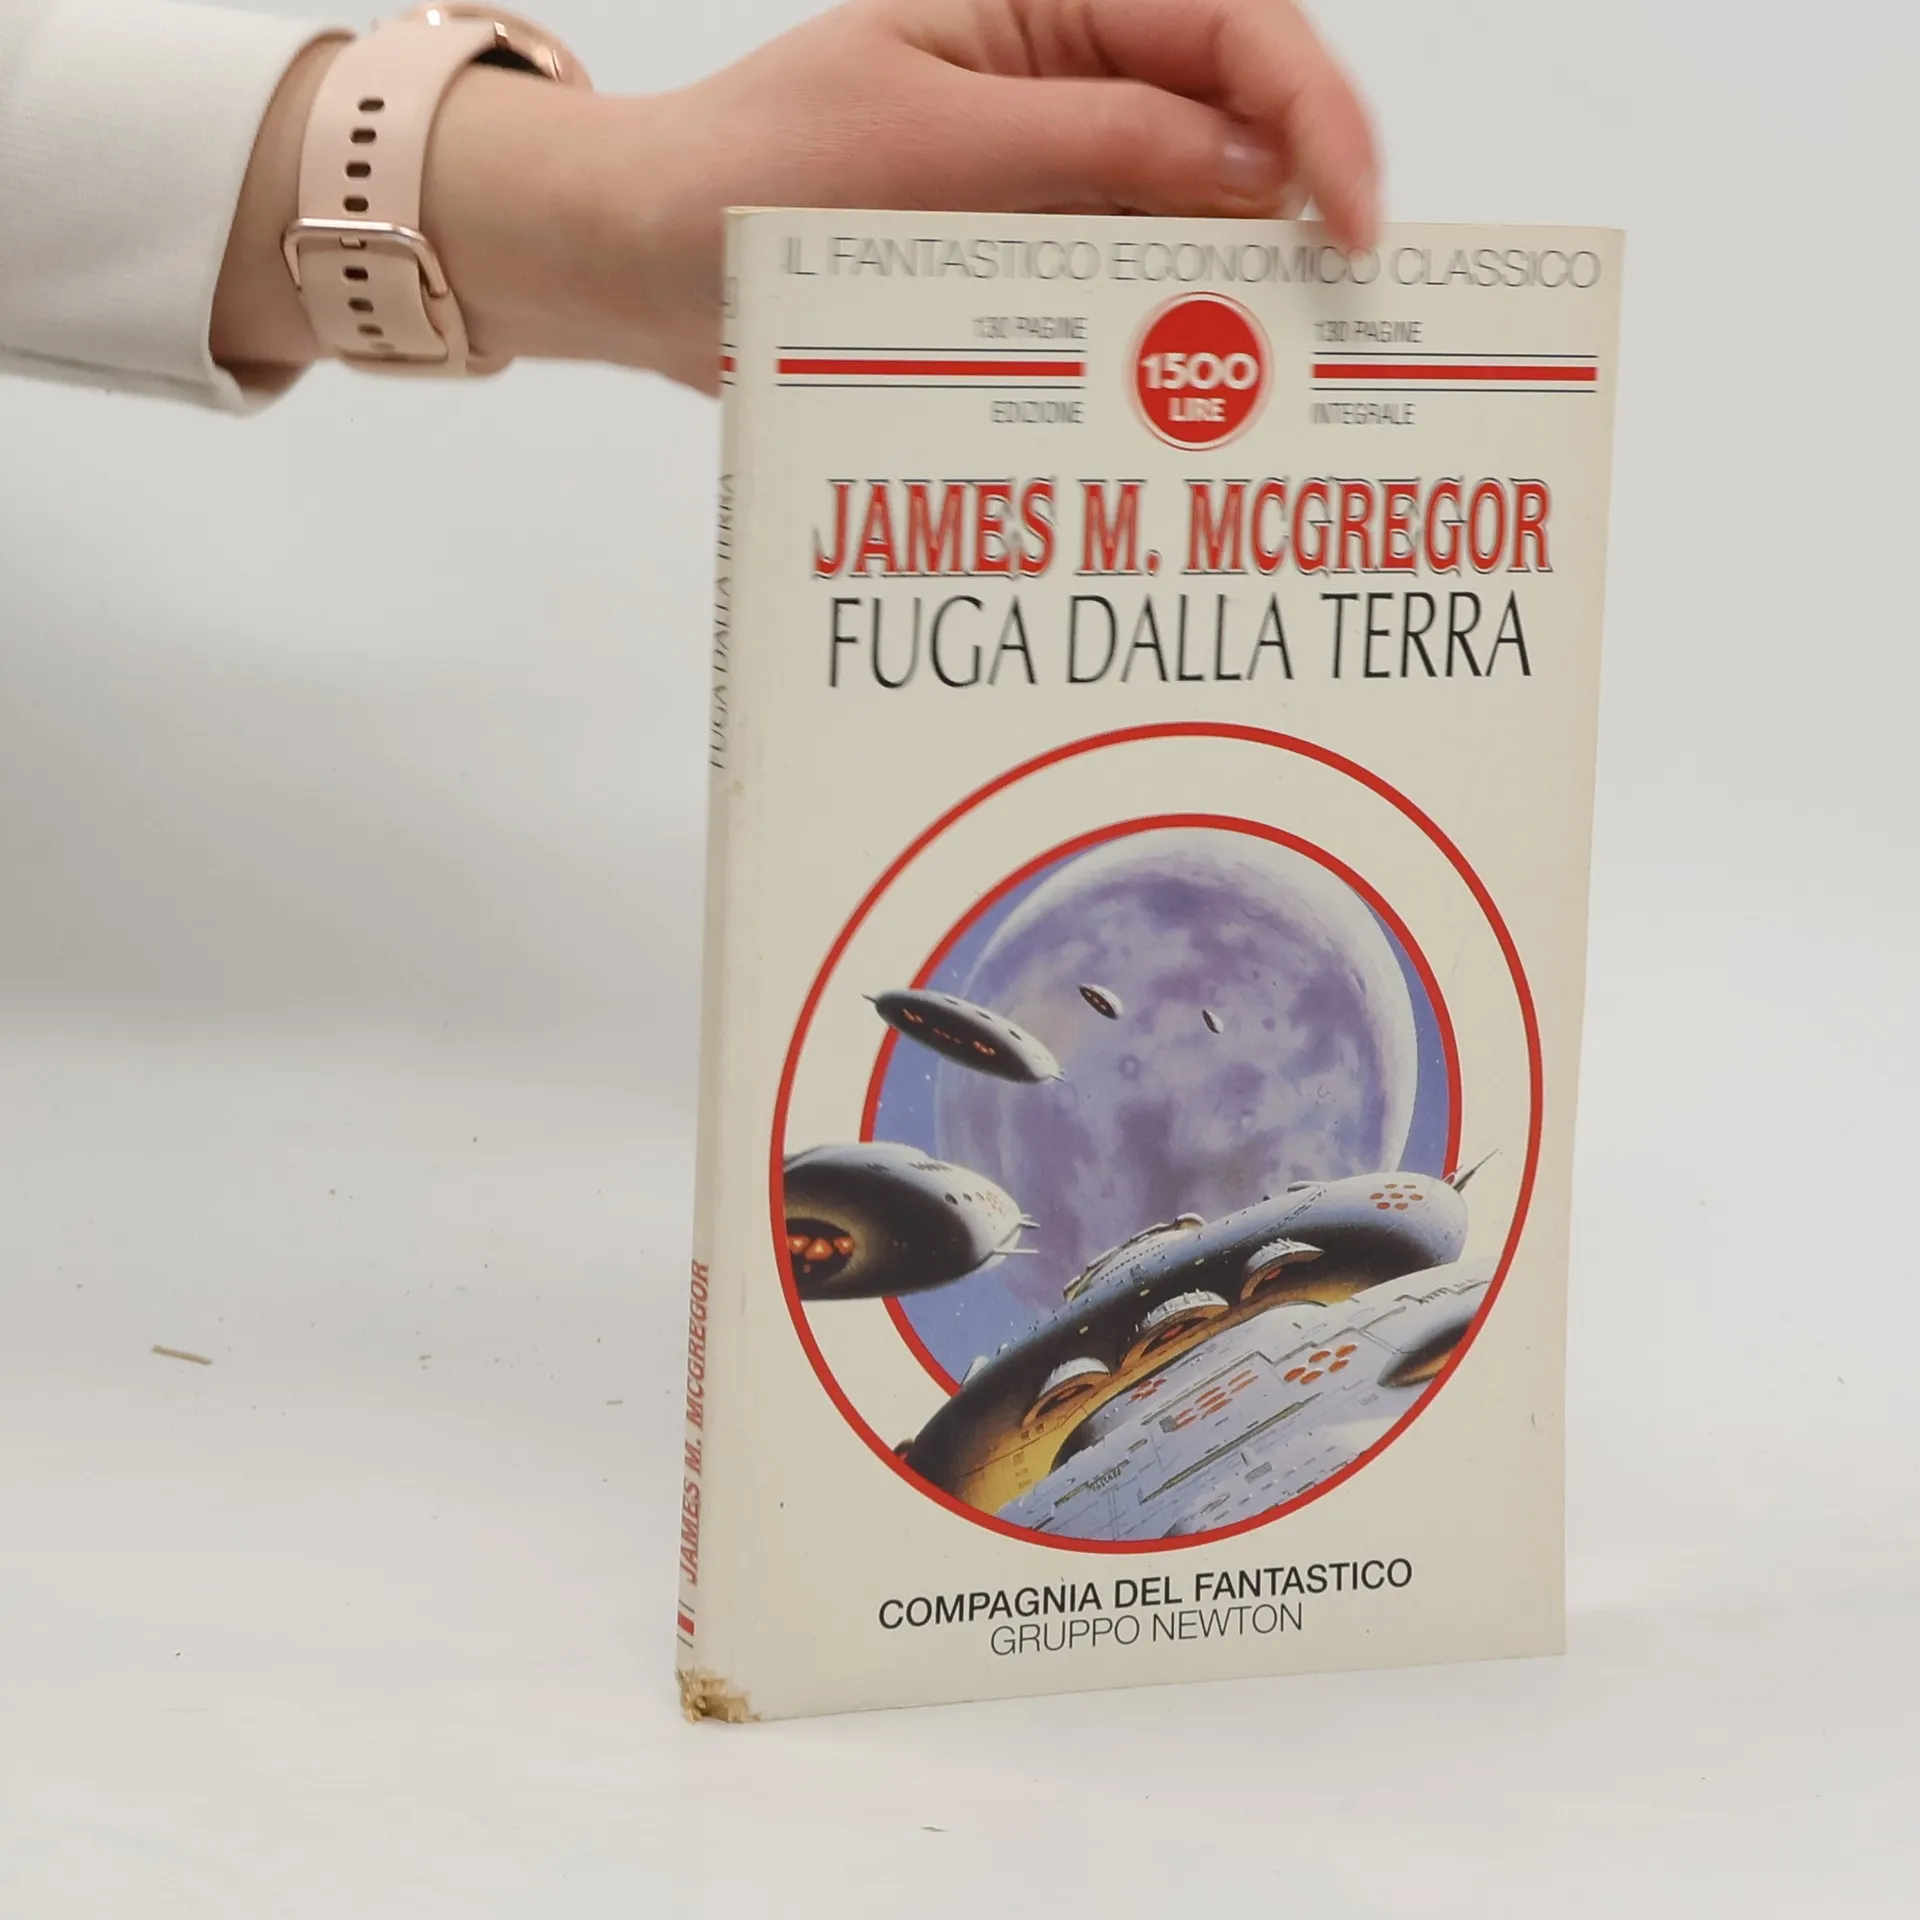 IL FANTASTICO ECONOMICO CLASSICO
130 PAGINE
130 PAGINE
1500
LIRE
EDIZIONE
INTEGRALE
JAMES M. MCGREGOR
FUGA DALLA TERRA
COMPAGNIA DEL FANTASTICO
GRUPPO NEWTON
FUGA DALLA TERRA
JAMES M. MCGREGOR